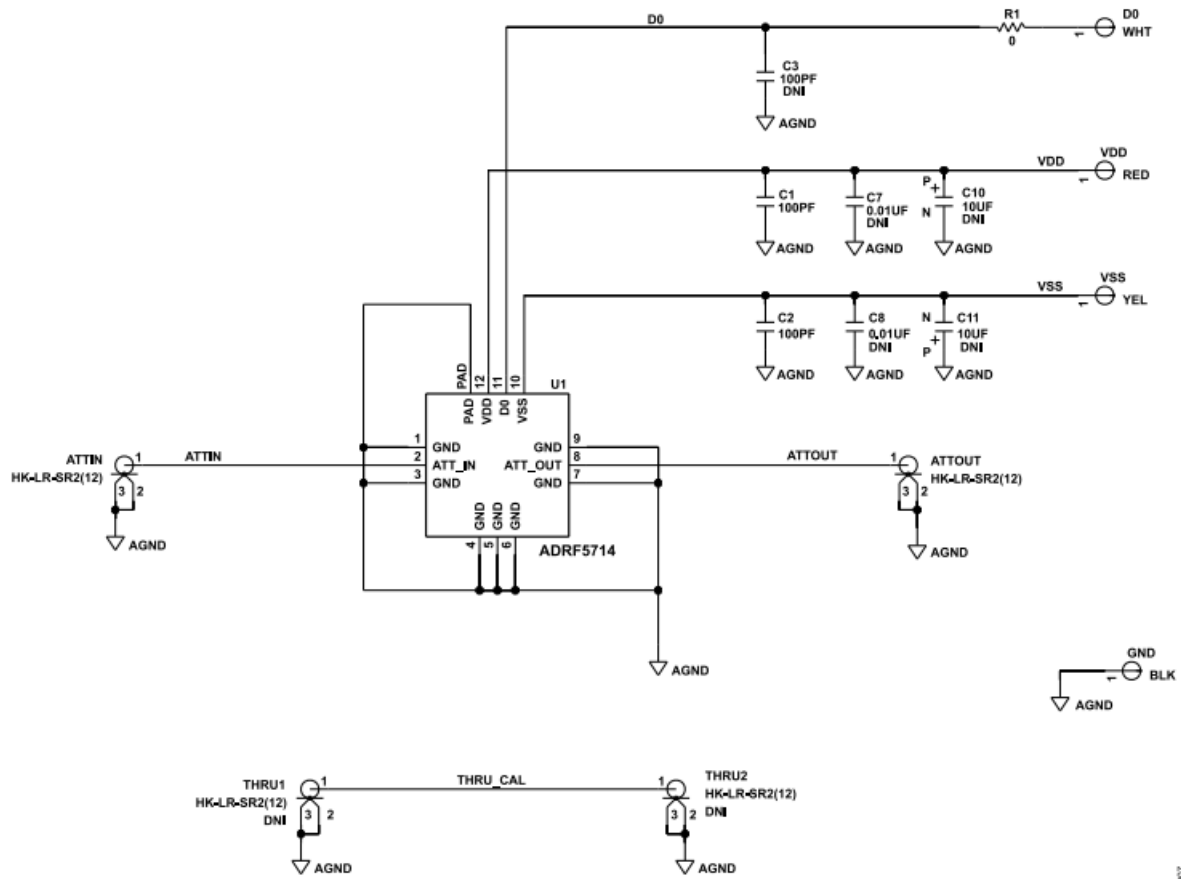 D0
R1
0
1
D0
WHT
C3
100PF
DNI
AGND
VDD
1
VDD
RED
C1
100PF
C7
0.01UF
DNI
P
+
N
C10
10UF
DNI
AGND
AGND
AGND
VSS
1
VSS
YEL
C2
100PF
C8
0.01UF
DNI
N
+
P
C11
10UF
DNI
AGND
AGND
AGND
PAD
12
11
10
U1
PAD
VDD
D0
VSS
1
GND
2
ATT_IN
3
GND
9
GND
8
ATT_OUT
7
GND
GND
GND
GND
4
5
6
ADRF5714
ATTIN
HK-LR-SR2(12)
1
ATTIN
3
2
AGND
ATTOUT
1
ATTOUT
HK-LR-SR2(12)
3
2
AGND
AGND
GND
1
BLK
AGND
THRU1
HK-LR-SR2(12)
DNI
1
3
2
AGND
THRU_CAL
1
THRU2
HK-LR-SR2(12)
DNI
3
2
AGND